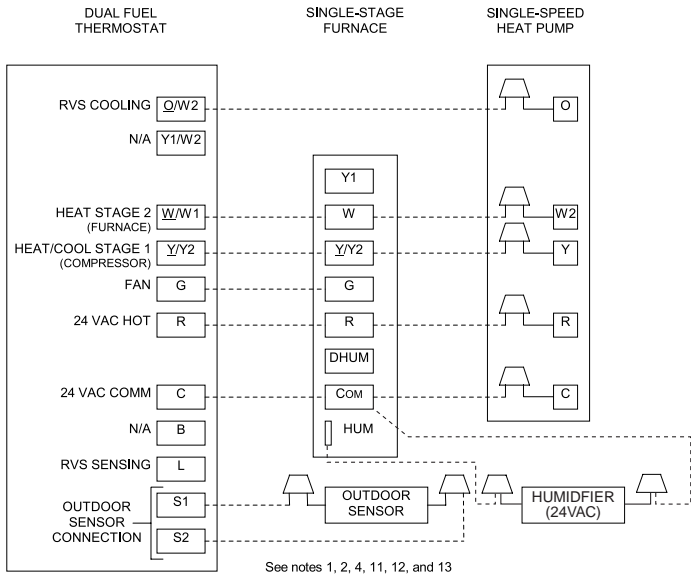 DUAL FUEL
THERMOSTAT
SINGLE-STAGE
FURNACE
SINGLE-SPEED
HEAT PUMP
RVS COOLING O/W2
O
N/A Y1/W2
Y1
HEAT STAGE 2
(FURNACE)
W/W1
W
W2
HEAT/COOL STAGE 1
(COMPRESSOR)
Y/Y2
Y/Y2
Y
FAN G
G
24 VAC HOT R
R
R
DHUM
24 VAC COMM C
COM
C
N/A B
HUM
RVS SENSING L
OUTDOOR
SENSOR
CONNECTION
S1
S2
OUTDOOR
SENSOR
HUMIDFIER
(24VAC)
See notes 1, 2, 4, 11, 12, and 13